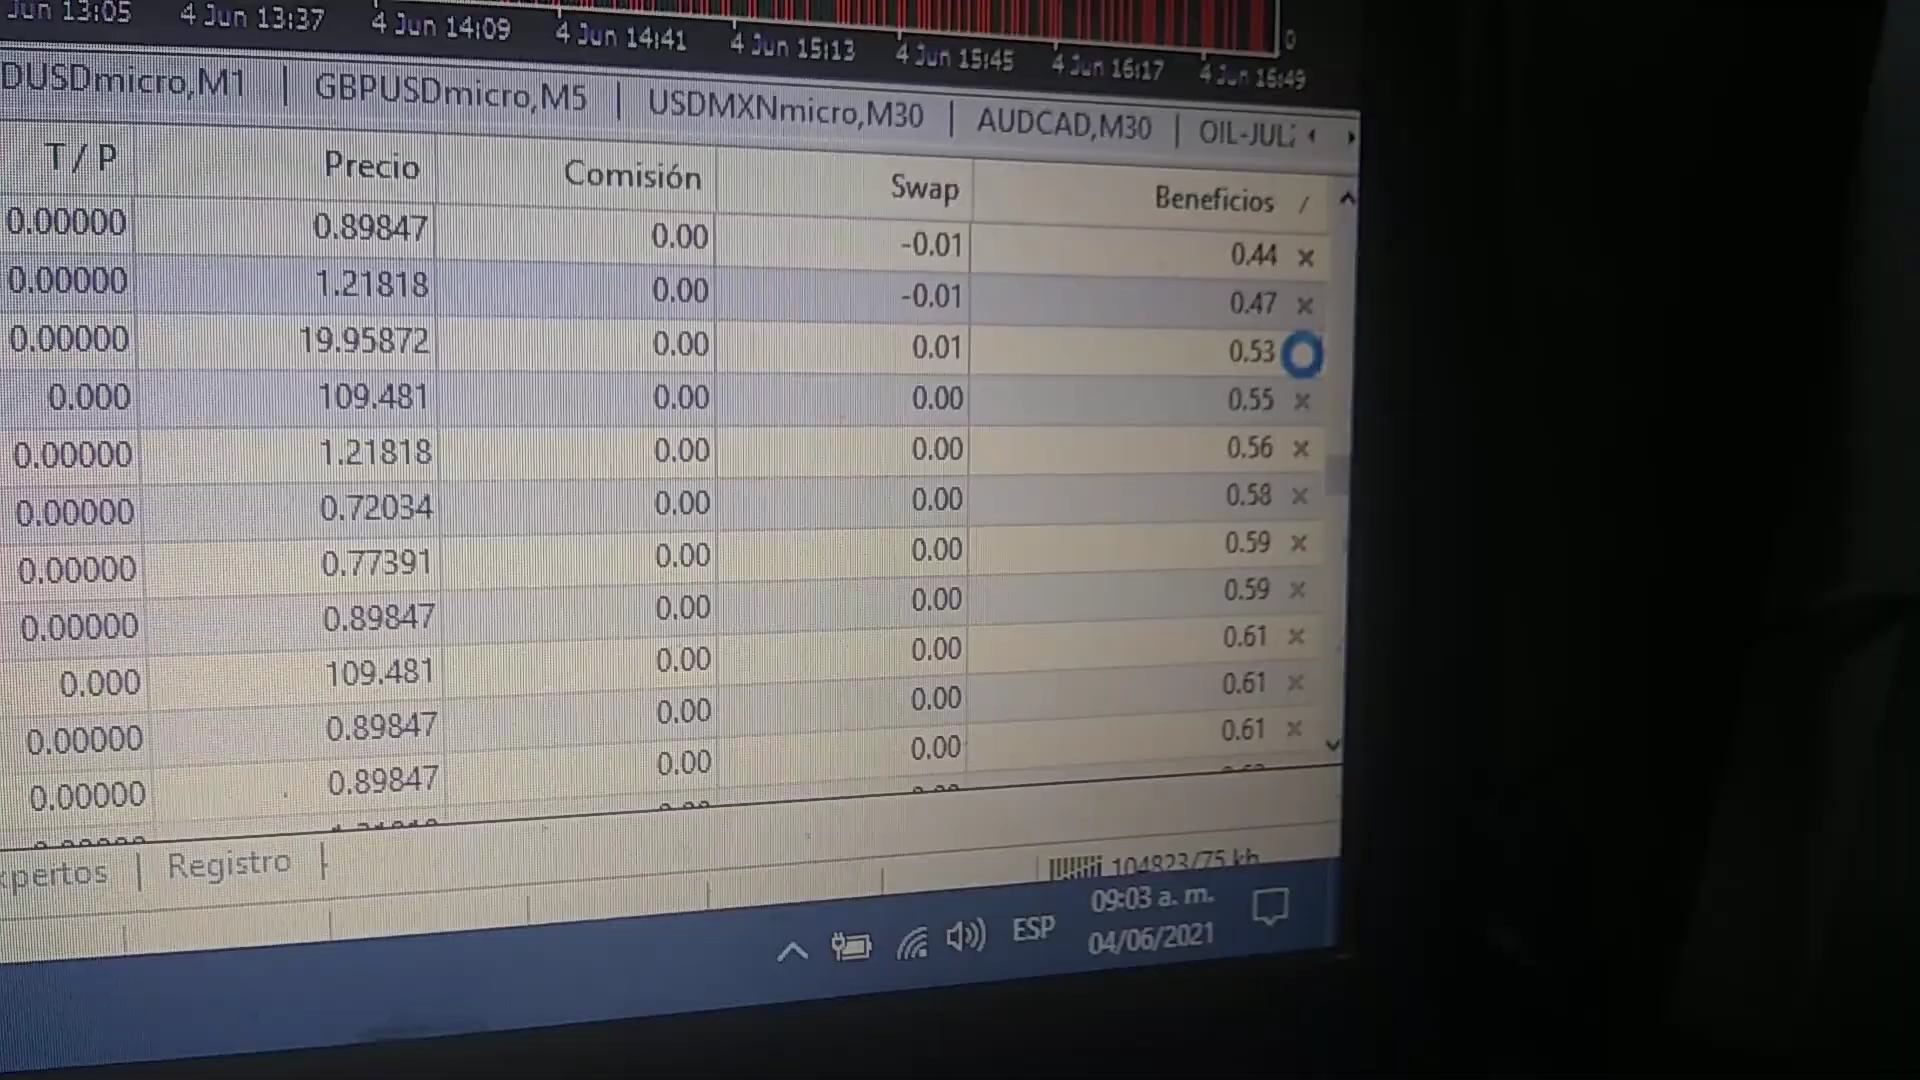 Jun 13:05 4 Jun 13:37 4 Jun 14:09 4 Jun 14:41 4 Jun 15:13 4 Jun 15:45 4 Jun 16:17 4 Jun 16:49 0
DUSDmicro,M1 | GBPUSDmicro,M5 | USDMXNmicro,M30 | AUDCAD,M30 | OIL-JUL
T / P Precio Comisión Swap Beneficios /
0.00000 0.89847 0.00 -0.01 0.44 ×
0.00000 1.21818 0.00 -0.01 0.47 ×
0.00000 19.95872 0.00 0.01 0.53
0.000 109.481 0.00 0.00 0.55 ×
0.00000 1.21818 0.00 0.00 0.56 ×
0.00000 0.72034 0.00 0.00 0.58 ×
0.00000 0.77391 0.00 0.00 0.59 ×
0.00000 0.89847 0.00 0.00 0.59 ×
0.000 109.481 0.00 0.00 0.61 ×
0.00000 0.89847 0.00 0.00 0.61 ×
0.00000 0.89847 0.00 0.00 0.61 ×
xpertos | Registro |
104823/75 kb
09:03 a. m.
ESP
04/06/2021